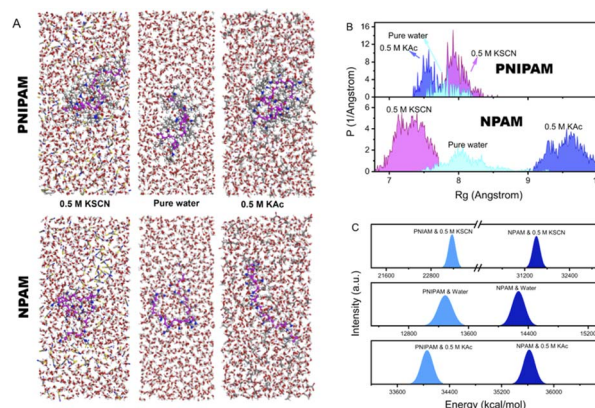 A
PNIPAM
0.5 M KSCN
Pure water
0.5 M KAc
NPAM
B
Pure water
0.5 M KAc
0.5 M KSCN
PNIPAM
16
12
8
4
0
0.5 M KSCN
NPAM
Pure water
0.5 M KAc
6
4
2
0
P (1/Angstrom)
7 8 9 10
Rg (Angstrom)
C
PNIAM & 0.5 M KSCN
NPAM & 0.5 M KSCN
21600 22800 31200 32400
PNIPAM & Water
NPAM & Water
12800 13600 14400 15200
PNIPAM & 0.5 M KAc
NPAM & 0.5 M KAc
33600 34400 35200 36000
Intensity (a.u.)
Energy (kcal/mol)